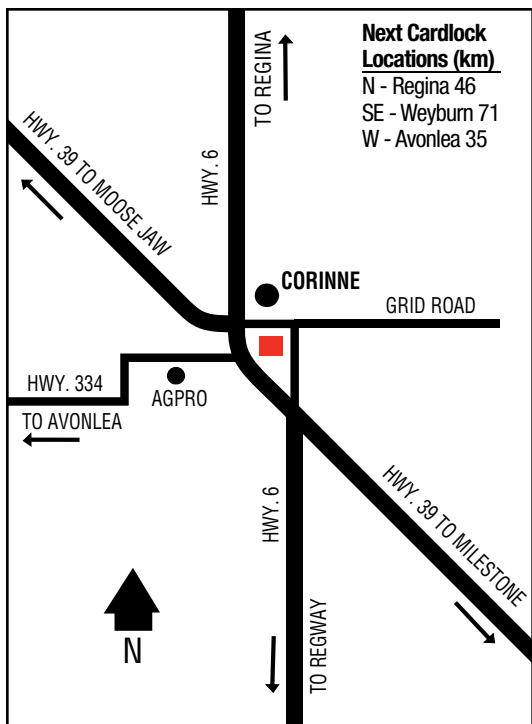 Next Cardlock
Locations (km)
N - Regina 46
SE - Weyburn 71
W - Avonlea 35
TO REGINA
HWY. 6
HWY. 39 TO MOOSE JAW
CORINNE
GRID ROAD
HWY. 334
AGPRO
TO AVONLEA
HWY. 6
HWY. 39 TO MILESTONE
TO REGWAY
N